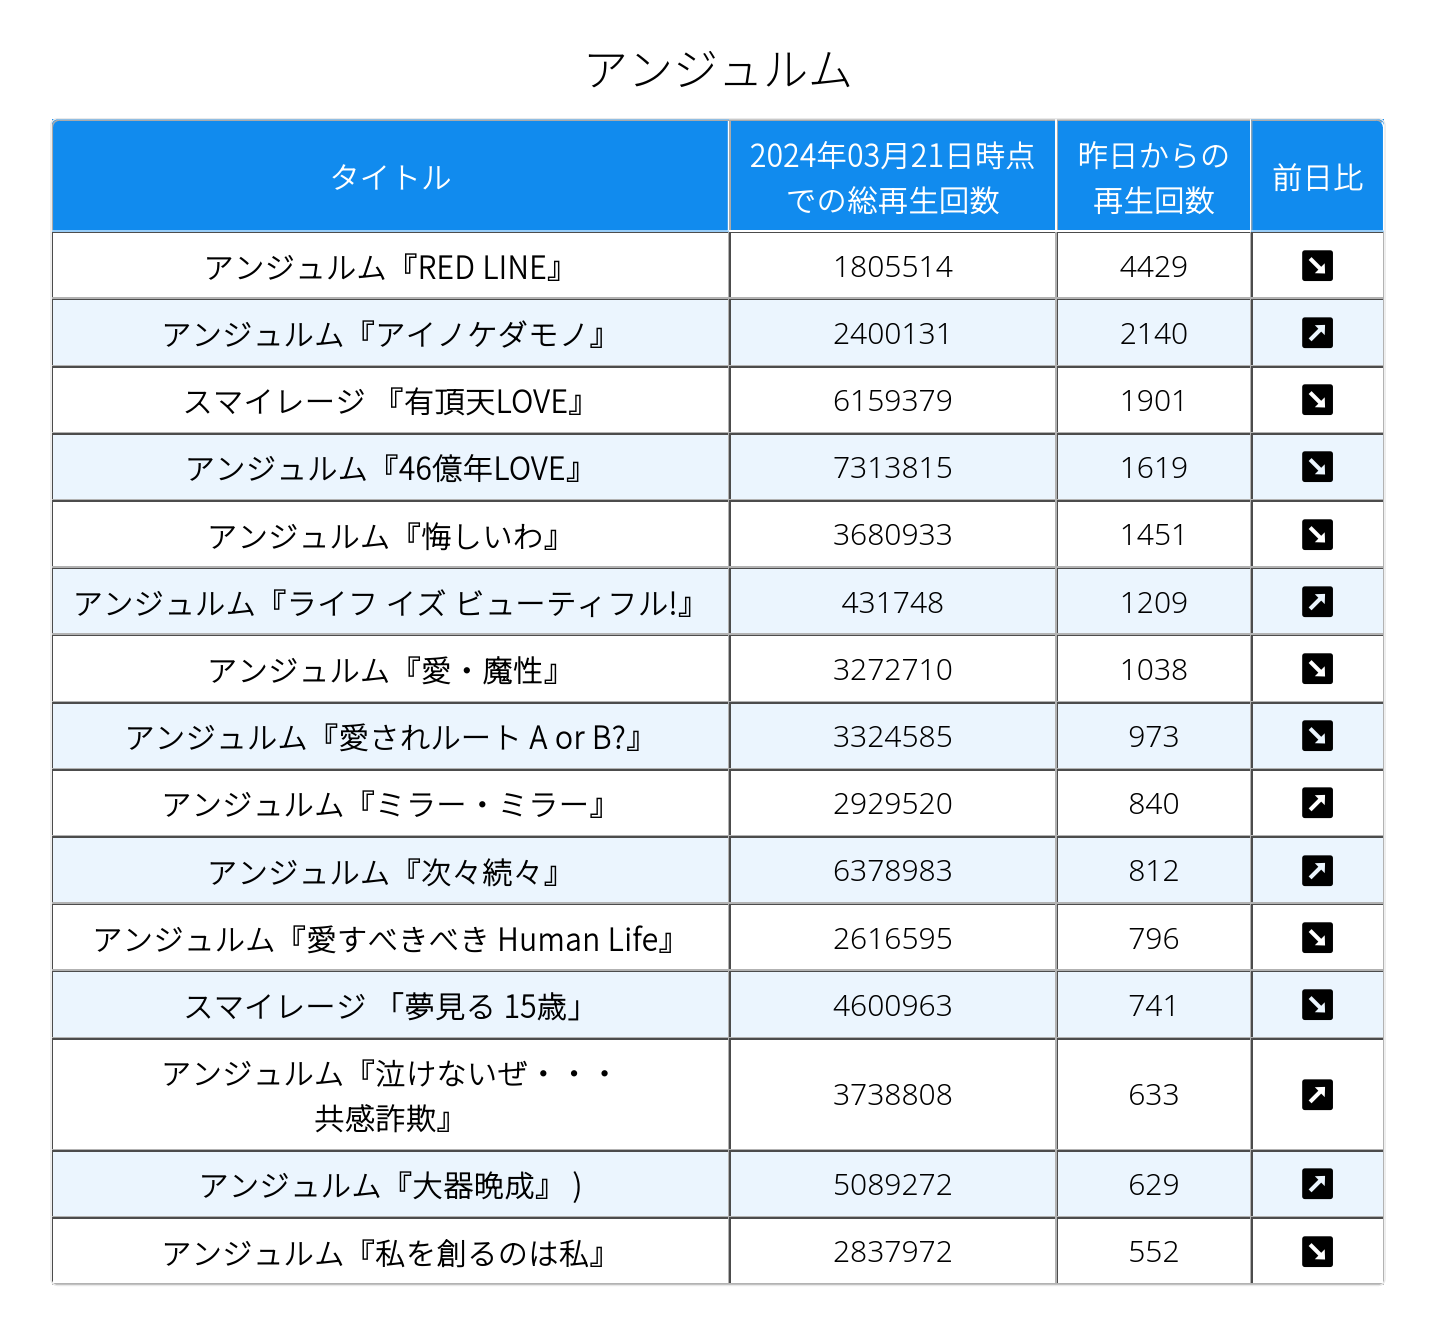 アンジュルム
タイトル
2024年03月21日時点
での総再生回数
昨日からの
再生回数
前日比
アンジュルム『RED LINE』 1805514 4429 ↘
アンジュルム『アイノケダモノ』 2400131 2140 ↗
スマイレージ 『有頂天LOVE』 6159379 1901 ↘
アンジュルム『46億年LOVE』 7313815 1619 ↘
アンジュルム『悔しいわ』 3680933 1451 ↘
アンジュルム『ライフ イズ ビューティフル!』 431748 1209 ↗
アンジュルム『愛・魔性』 3272710 1038 ↘
アンジュルム『愛されルート A or B?』 3324585 973 ↘
アンジュルム『ミラー・ミラー』 2929520 840 ↗
アンジュルム『次々続々』 6378983 812 ↗
アンジュルム『愛すべきべき Human Life』 2616595 796 ↘
スマイレージ 「夢見る 15歳」 4600963 741 ↘
アンジュルム『泣けないぜ・・・
共感詐欺』 3738808 633 ↗
アンジュルム『大器晩成』 ) 5089272 629 ↗
アンジュルム『私を創るのは私』 2837972 552 ↘